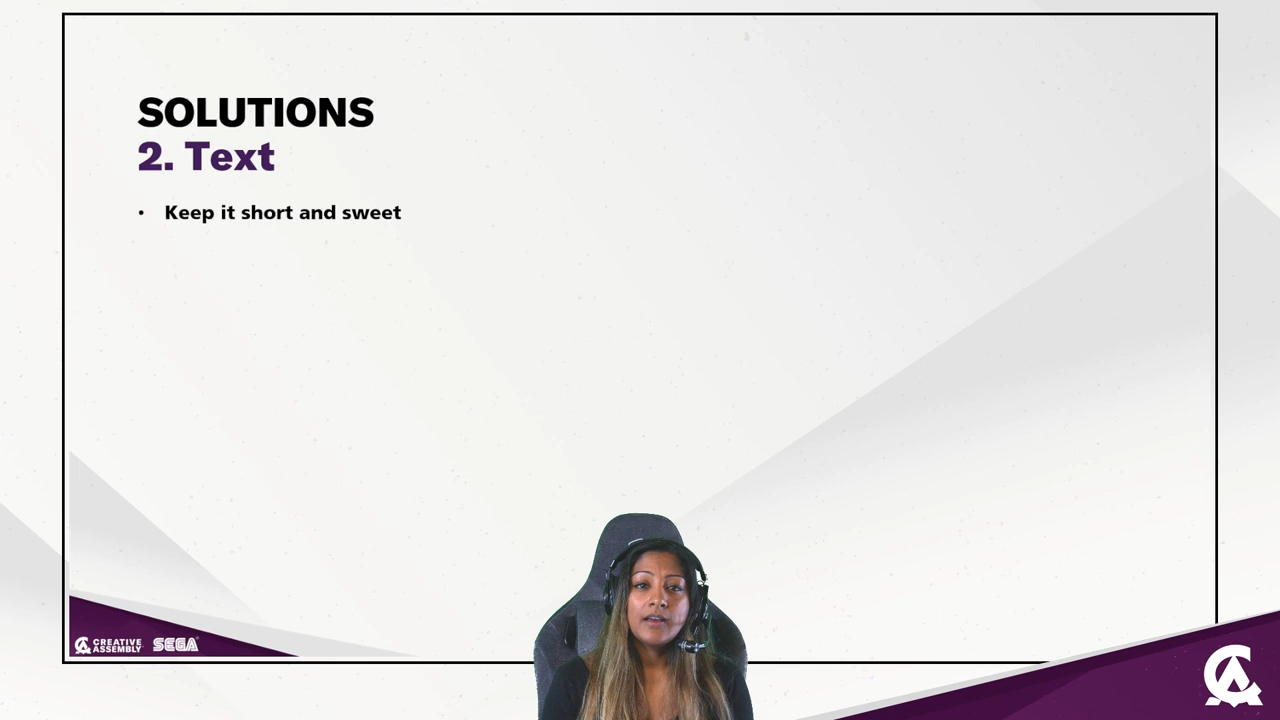 SOLUTIONS
2. Text
• Keep it short and sweet
CREATIVE
ASSEMBLY
SEGA